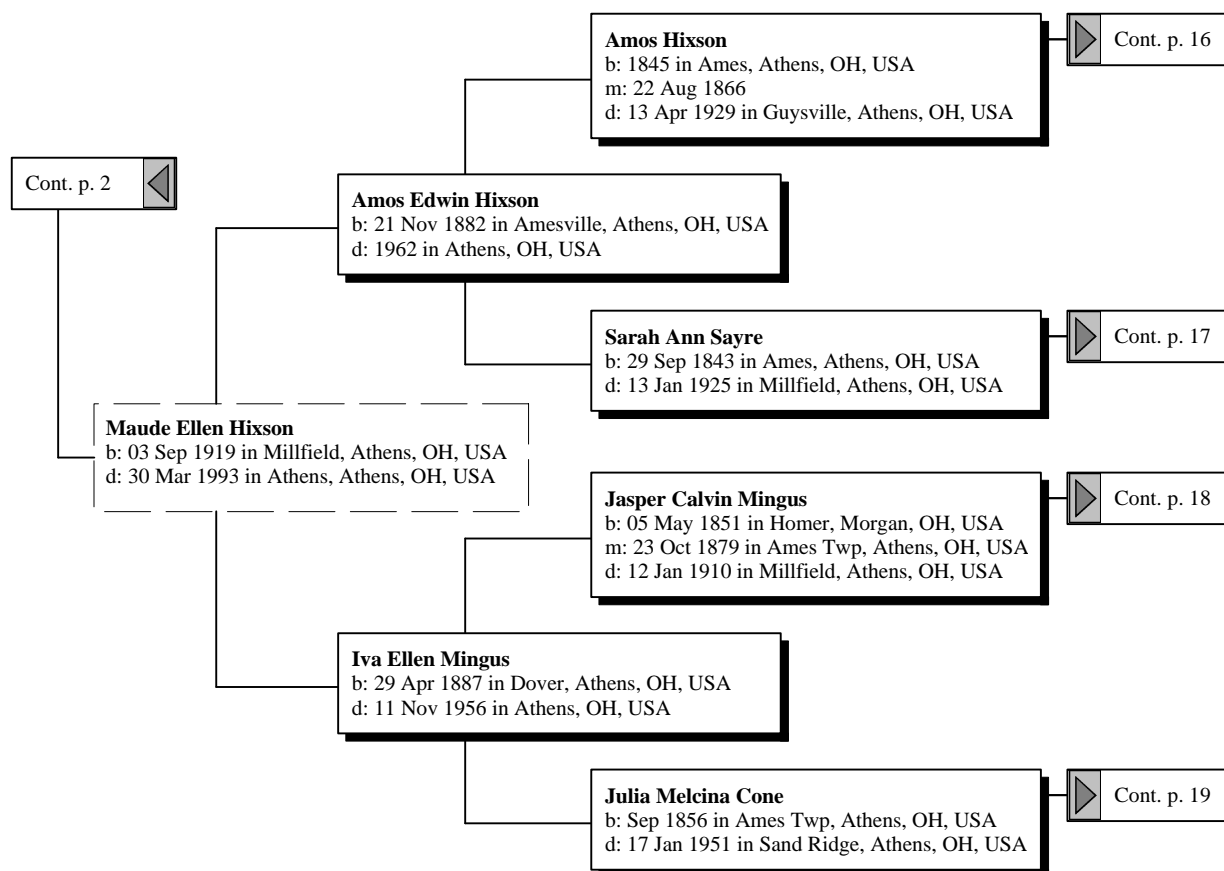 Amos Hixson
b: 1845 in Ames, Athens, OH, USA
m: 22 Aug 1866
d: 13 Apr 1929 in Guysville, Athens, OH, USA
Cont. p. 16
Cont. p. 2
Amos Edwin Hixson
b: 21 Nov 1882 in Amesville, Athens, OH, USA
d: 1962 in Athens, OH, USA
Sarah Ann Sayre
b: 29 Sep 1843 in Ames, Athens, OH, USA
d: 13 Jan 1925 in Millfield, Athens, OH, USA
Cont. p. 17
Maude Ellen Hixson
b: 03 Sep 1919 in Millfield, Athens, OH, USA
d: 30 Mar 1993 in Athens, Athens, OH, USA
Jasper Calvin Mingus
b: 05 May 1851 in Homer, Morgan, OH, USA
m: 23 Oct 1879 in Ames Twp, Athens, OH, USA
d: 12 Jan 1910 in Millfield, Athens, OH, USA
Cont. p. 18
Iva Ellen Mingus
b: 29 Apr 1887 in Dover, Athens, OH, USA
d: 11 Nov 1956 in Athens, OH, USA
Julia Melcina Cone
b: Sep 1856 in Ames Twp, Athens, OH, USA
d: 17 Jan 1951 in Sand Ridge, Athens, OH, USA
Cont. p. 19